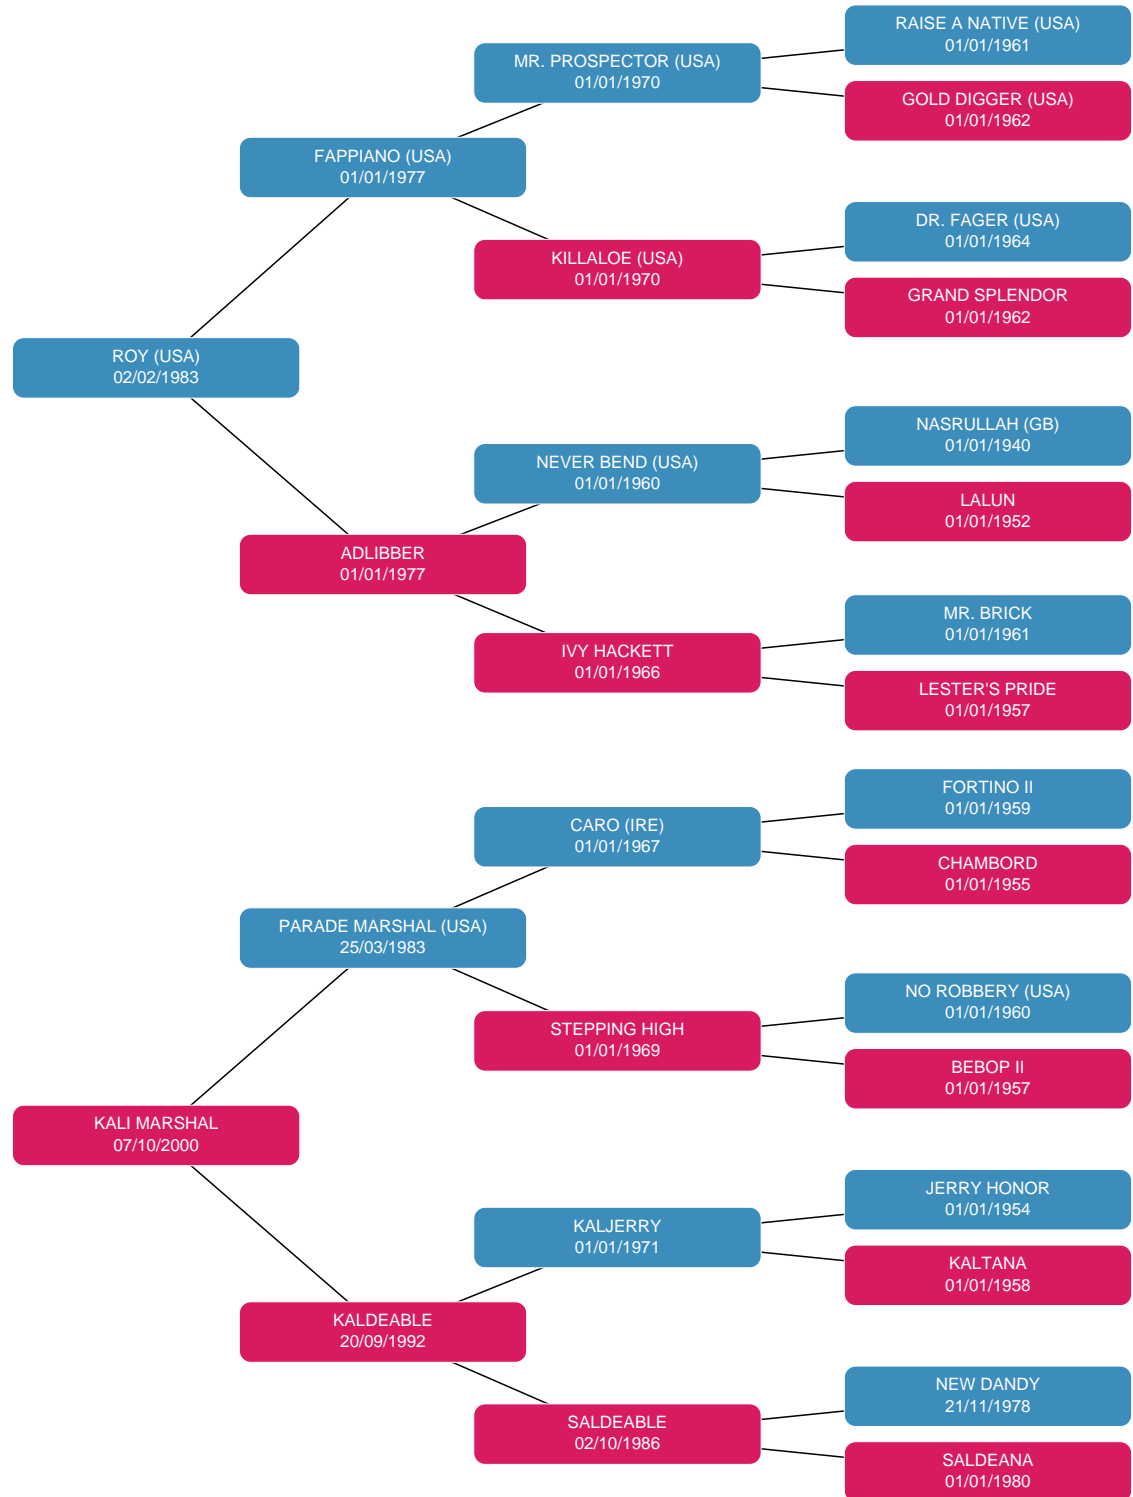 RAISE A NATIVE (USA)
01/01/1961
MR. PROSPECTOR (USA)
01/01/1970
GOLD DIGGER (USA)
01/01/1962
FAPPIANO (USA)
01/01/1977
DR. FAGER (USA)
01/01/1964
KILLALOE (USA)
01/01/1970
GRAND SPLENDOR
01/01/1962
ROY (USA)
02/02/1983
NASRULLAH (GB)
01/01/1940
NEVER BEND (USA)
01/01/1960
LALUN
01/01/1952
ADLIBBER
01/01/1977
MR. BRICK
01/01/1961
IVY HACKETT
01/01/1966
LESTER'S PRIDE
01/01/1957
FORTINO II
01/01/1959
CARO (IRE)
01/01/1967
CHAMBORD
01/01/1955
PARADE MARSHAL (USA)
25/03/1983
NO ROBBERY (USA)
01/01/1960
STEPPING HIGH
01/01/1969
BEBOP II
01/01/1957
KALI MARSHAL
07/10/2000
JERRY HONOR
01/01/1954
KALJERRY
01/01/1971
KALTANA
01/01/1958
KALDEABLE
20/09/1992
NEW DANDY
21/11/1978
SALDEABLE
02/10/1986
SALDEANA
01/01/1980